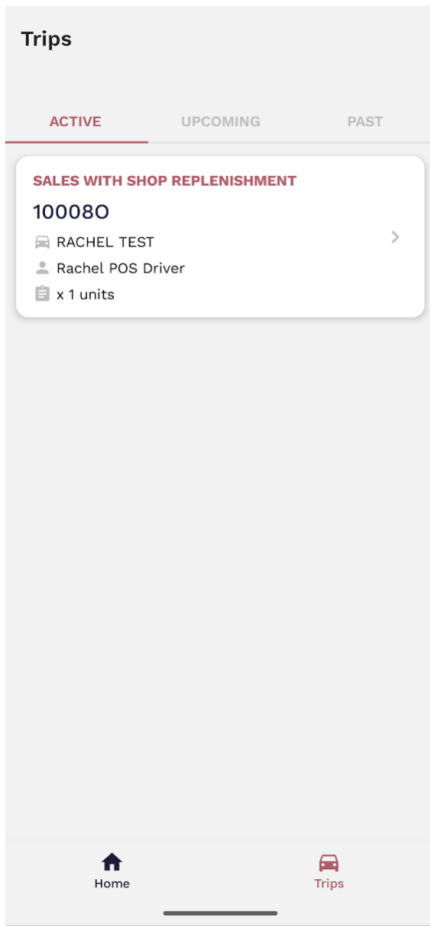 Trips
ACTIVE UPCOMING PAST
SALES WITH SHOP REPLENISHMENT
10008O
RACHEL TEST
Rachel POS Driver
x 1 units
Home Trips